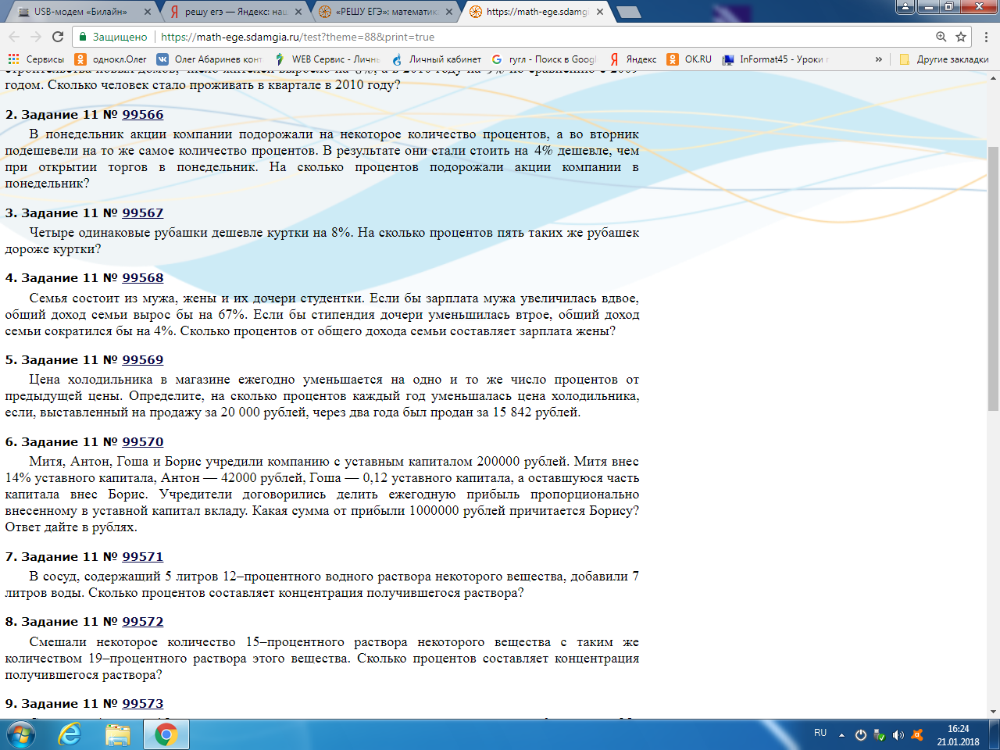 USB-модем «Билайн»
решу егэ — Яндекс: наш
«РЕШУ ЕГЭ»: математик
https://math-ege.sdamgi
Защищено
https://math-ege.sdamgia.ru/test?theme=88&print=true
Сервисы
однокл.Олег
Олег Абаринев конт
WEB Сервис - Личны
Личный кабинет
гугл - Поиск в Googl
Яндекс
OK.RU
InFormat45 - Уроки
»
Другие закладки
строительства новых домов, число жителей выросло на 8%, а в 2010 году на 9% по сравнению с 2009
годом. Сколько человек стало проживать в квартале в 2010 году?
2. Задание 11 № 99566
В понедельник акции компании подорожали на некоторое количество процентов, а во вторник
подешевели на то же самое количество процентов. В результате они стали стоить на 4% дешевле, чем
при открытии торгов в понедельник. На сколько процентов подорожали акции компании в
понедельник?
3. Задание 11 № 99567
Четыре одинаковые рубашки дешевле куртки на 8%. На сколько процентов пять таких же рубашек
дороже куртки?
4. Задание 11 № 99568
Семья состоит из мужа, жены и их дочери студентки. Если бы зарплата мужа увеличилась вдвое,
общий доход семьи вырос бы на 67%. Если бы стипендия дочери уменьшилась втрое, общий доход
семьи сократился бы на 4%. Сколько процентов от общего дохода семьи составляет зарплата жены?
5. Задание 11 № 99569
Цена холодильника в магазине ежегодно уменьшается на одно и то же число процентов от
предыдущей цены. Определите, на сколько процентов каждый год уменьшалась цена холодильника,
если, выставленный на продажу за 20 000 рублей, через два года был продан за 15 842 рублей.
6. Задание 11 № 99570
Митя, Антон, Гоша и Борис учредили компанию с уставным капиталом 200000 рублей. Митя внес
14% уставного капитала, Антон — 42000 рублей, Гоша — 0,12 уставного капитала, а оставшуюся часть
капитала внес Борис. Учредители договорились делить ежегодную прибыль пропорционально
внесенному в уставной капитал вкладу. Какая сумма от прибыли 1000000 рублей причитается Борису?
Ответ дайте в рублях.
7. Задание 11 № 99571
В сосуд, содержащий 5 литров 12–процентного водного раствора некоторого вещества, добавили 7
литров воды. Сколько процентов составляет концентрация получившегося раствора?
8. Задание 11 № 99572
Смешали некоторое количество 15–процентного раствора некоторого вещества с таким же
количеством 19–процентного раствора этого вещества. Сколько процентов составляет концентрация
получившегося раствора?
9. Задание 11 № 99573
RU
16:24
21.01.2018